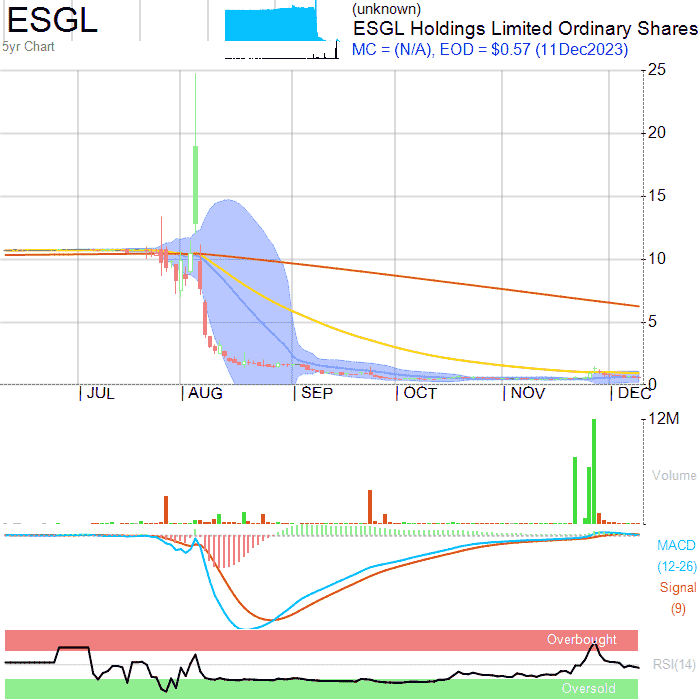 ESGL
5yr Chart
(unknown)
ESGL Holdings Limited Ordinary Shares
MC = (N/A), EOD = $0.57 (11Dec2023)
25
20
15
10
5
0
JUL AUG SEP OCT NOV DEC
12M
Volume
MACD
(12-26)
Signal
(9)
Overbought
RSI(14)
Oversold